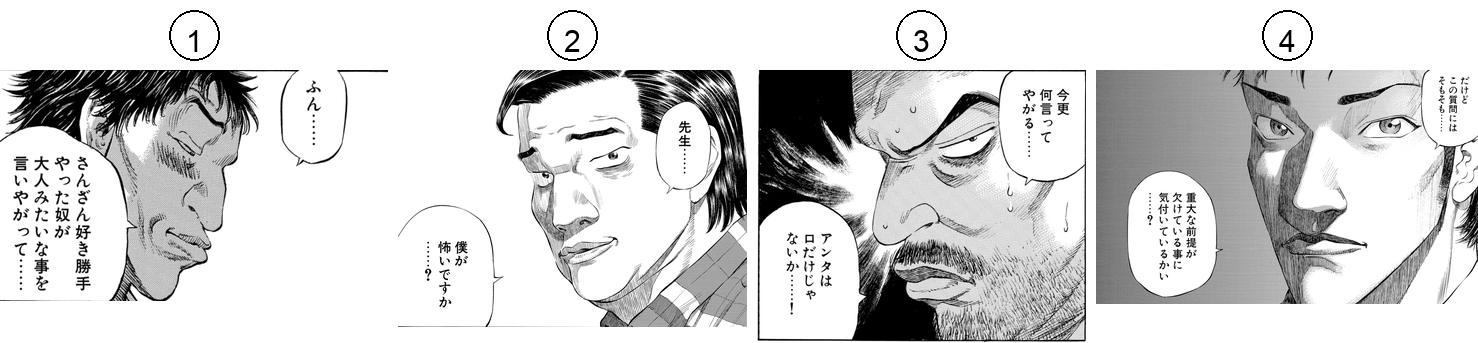 1
ふん……
さんざん好き勝手
やった奴が
大人みたいな事を
言いやがって……
2
先生……
僕が
怖いですか
……?
3
今更
何言って
やがる……
アンタは
口だけじゃ
ないか……!
4
だけど
この質問には
そもそも……
重大な前提が
欠けている事に
気付いているかい
……?